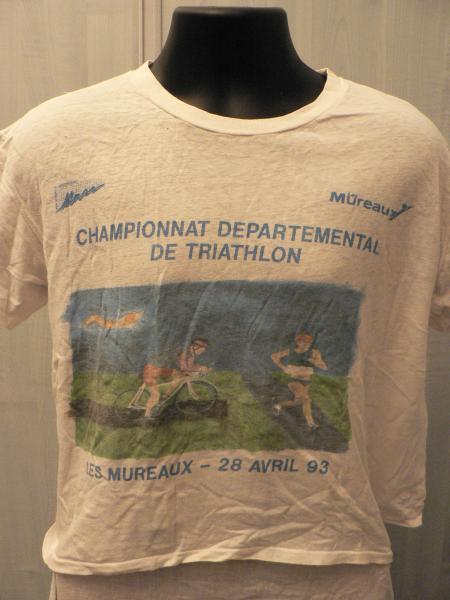 Mureaux
CHAMPIONNAT DEPARTEMENTAL
DE TRIATHLON
LES MUREAUX - 28 AVRIL 93